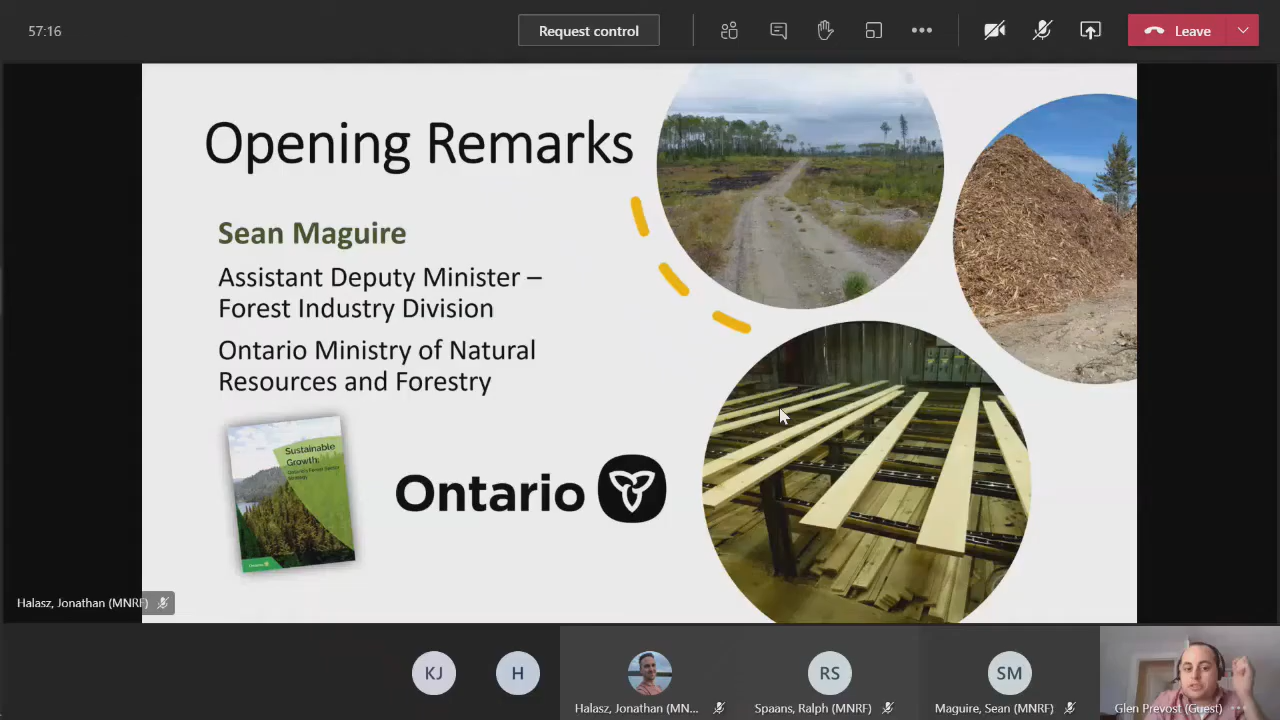 57:16
Request control
Leave
Opening Remarks
Sean Maguire
Assistant Deputy Minister –
Forest Industry Division
Ontario Ministry of Natural
Resources and Forestry
Sustainable
Growth:
Ontario
Halasz, Jonathan (MNRF)
KJ
H
RS
SM
Halasz, Jonathan (MN...
Spaans, Ralph (MNRF)
Maguire, Sean (MNRF)
Glen Prevost (Guest)